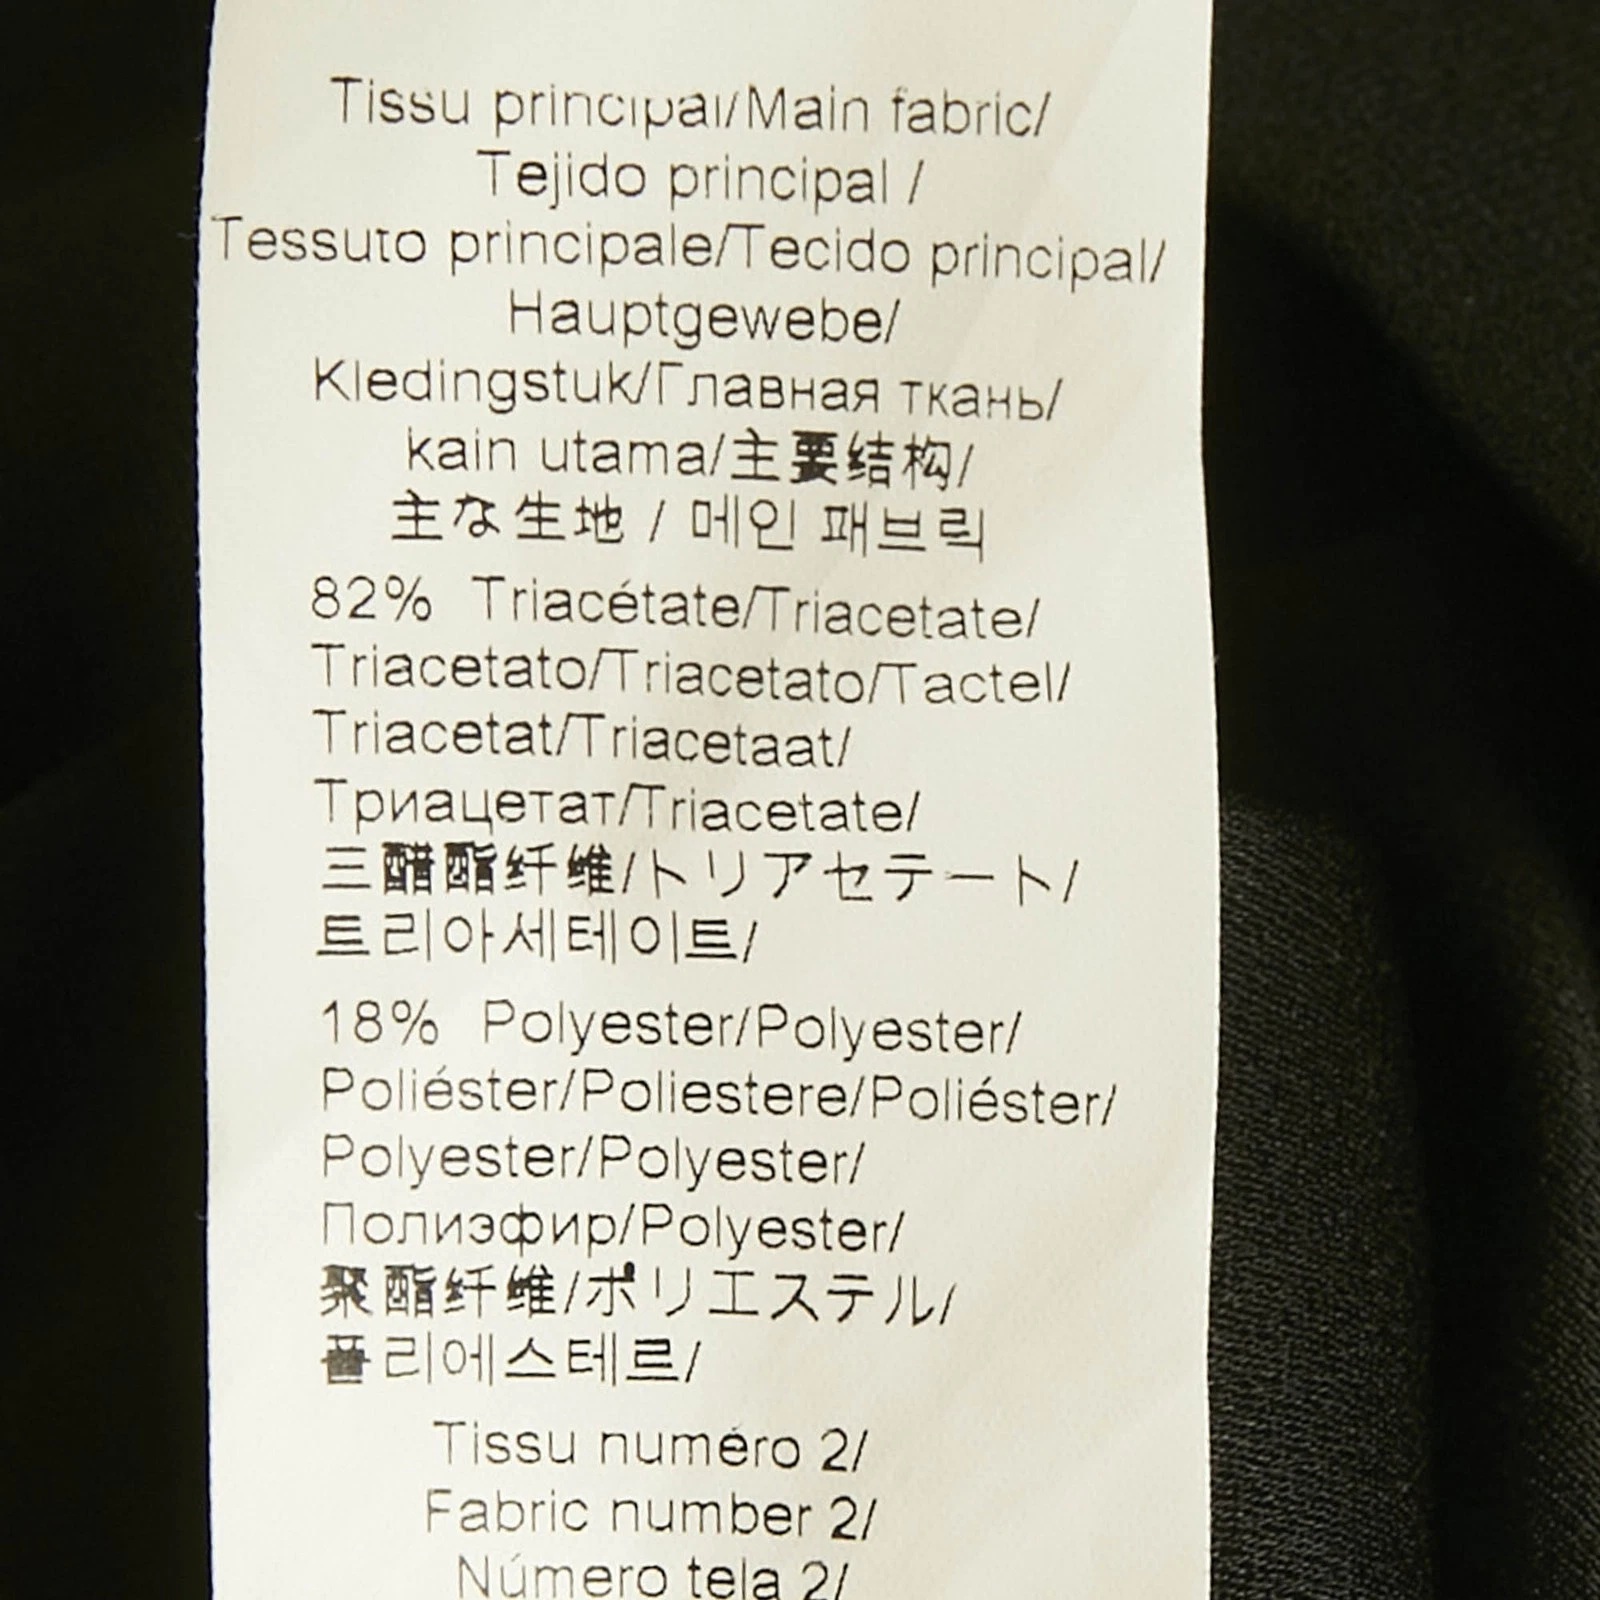 Tissu principal/Main fabric/
Tejido principal /
Tessuto principale/Tecido principal/
Hauptgewebe/
Kledingstuk/Главная ткань/
kain utama/主要结构/
主な生地 / 메인 패브릭
82% Triacétate/Triacetate/
Triacetato/Triacetato/Tactel/
Triacetat/Triacetaat/
Триацетат/Triacetate/
三醋酯纤维/トリアセテート/
트리아세테이트/
18% Polyester/Polyester/
Poliéster/Poliestere/Poliéster/
Polyester/Polyester/
Полиэфир/Polyester/
聚酯纤维/ポリエステル/
폴리에스테르/
Tissu numéro 2/
Fabric number 2/
Número tela 2/